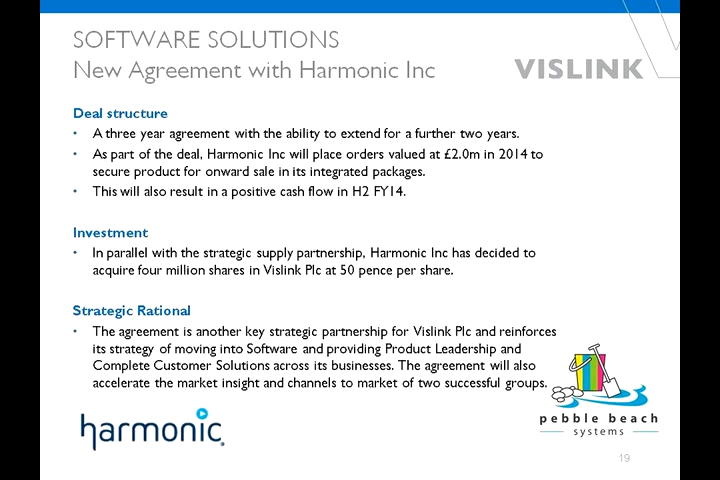 SOFTWARE SOLUTIONS
New Agreement with Harmonic Inc
VISLINK
Deal structure
• A three year agreement with the ability to extend for a further two years.
• As part of the deal, Harmonic Inc will place orders valued at £2.0m in 2014 to
secure product for onward sale in its integrated packages.
• This will also result in a positive cash flow in H2 FY14.
Investment
• In parallel with the strategic supply partnership, Harmonic Inc has decided to
acquire four million shares in Vislink Plc at 50 pence per share.
Strategic Rational
• The agreement is another key strategic partnership for Vislink Plc and reinforces
its strategy of moving into Software and providing Product Leadership and
Complete Customer Solutions across its businesses. The agreement will also
accelerate the market insight and channels to market of two successful groups.
harmonic
pebble beach
systems
19